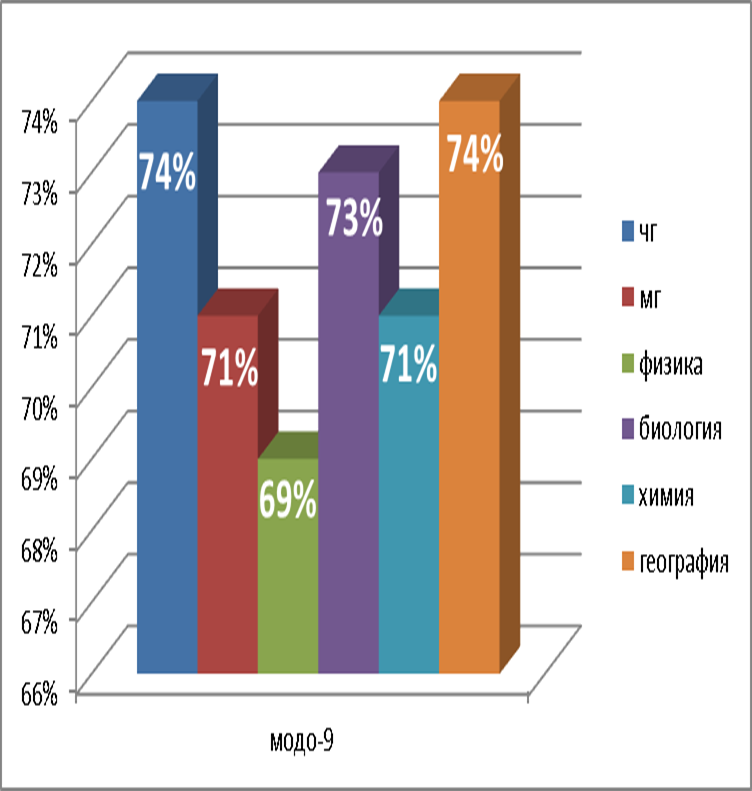 74%
73%
72%
71%
70%
69%
68%
67%
66%
74%
71%
69%
73%
71%
74%
модо-9
чг
мг
физика
биология
химия
география